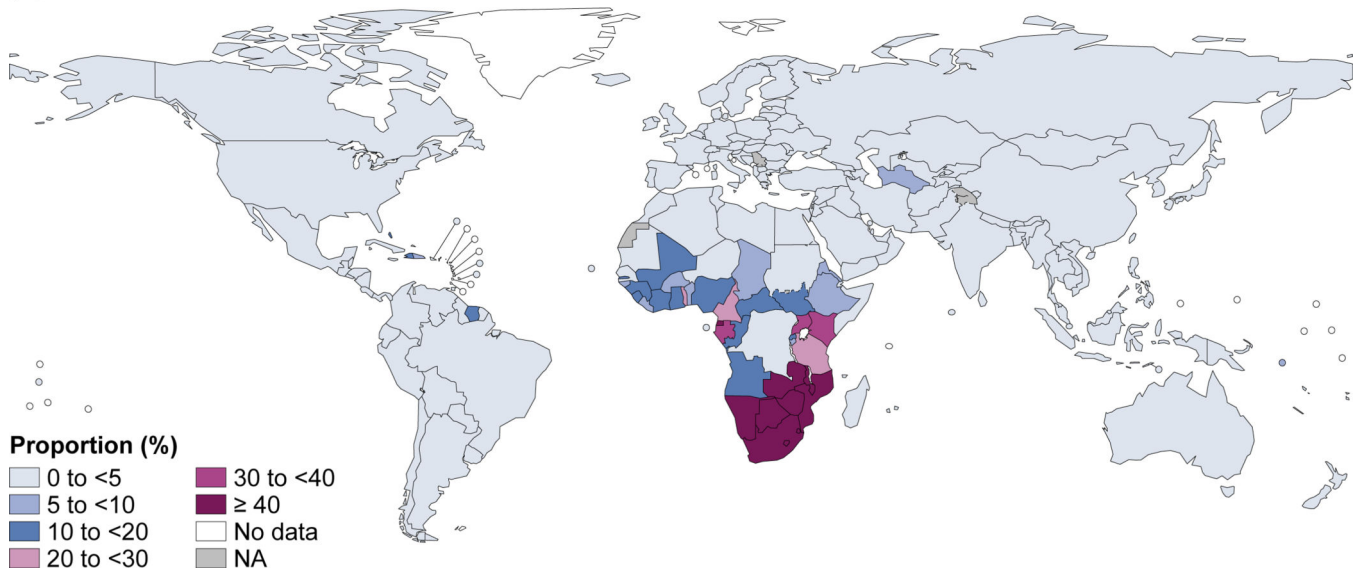 Proportion (%)
0 to <5
5 to <10
10 to <20
20 to <30
30 to <40
≥ 40
No data
NA